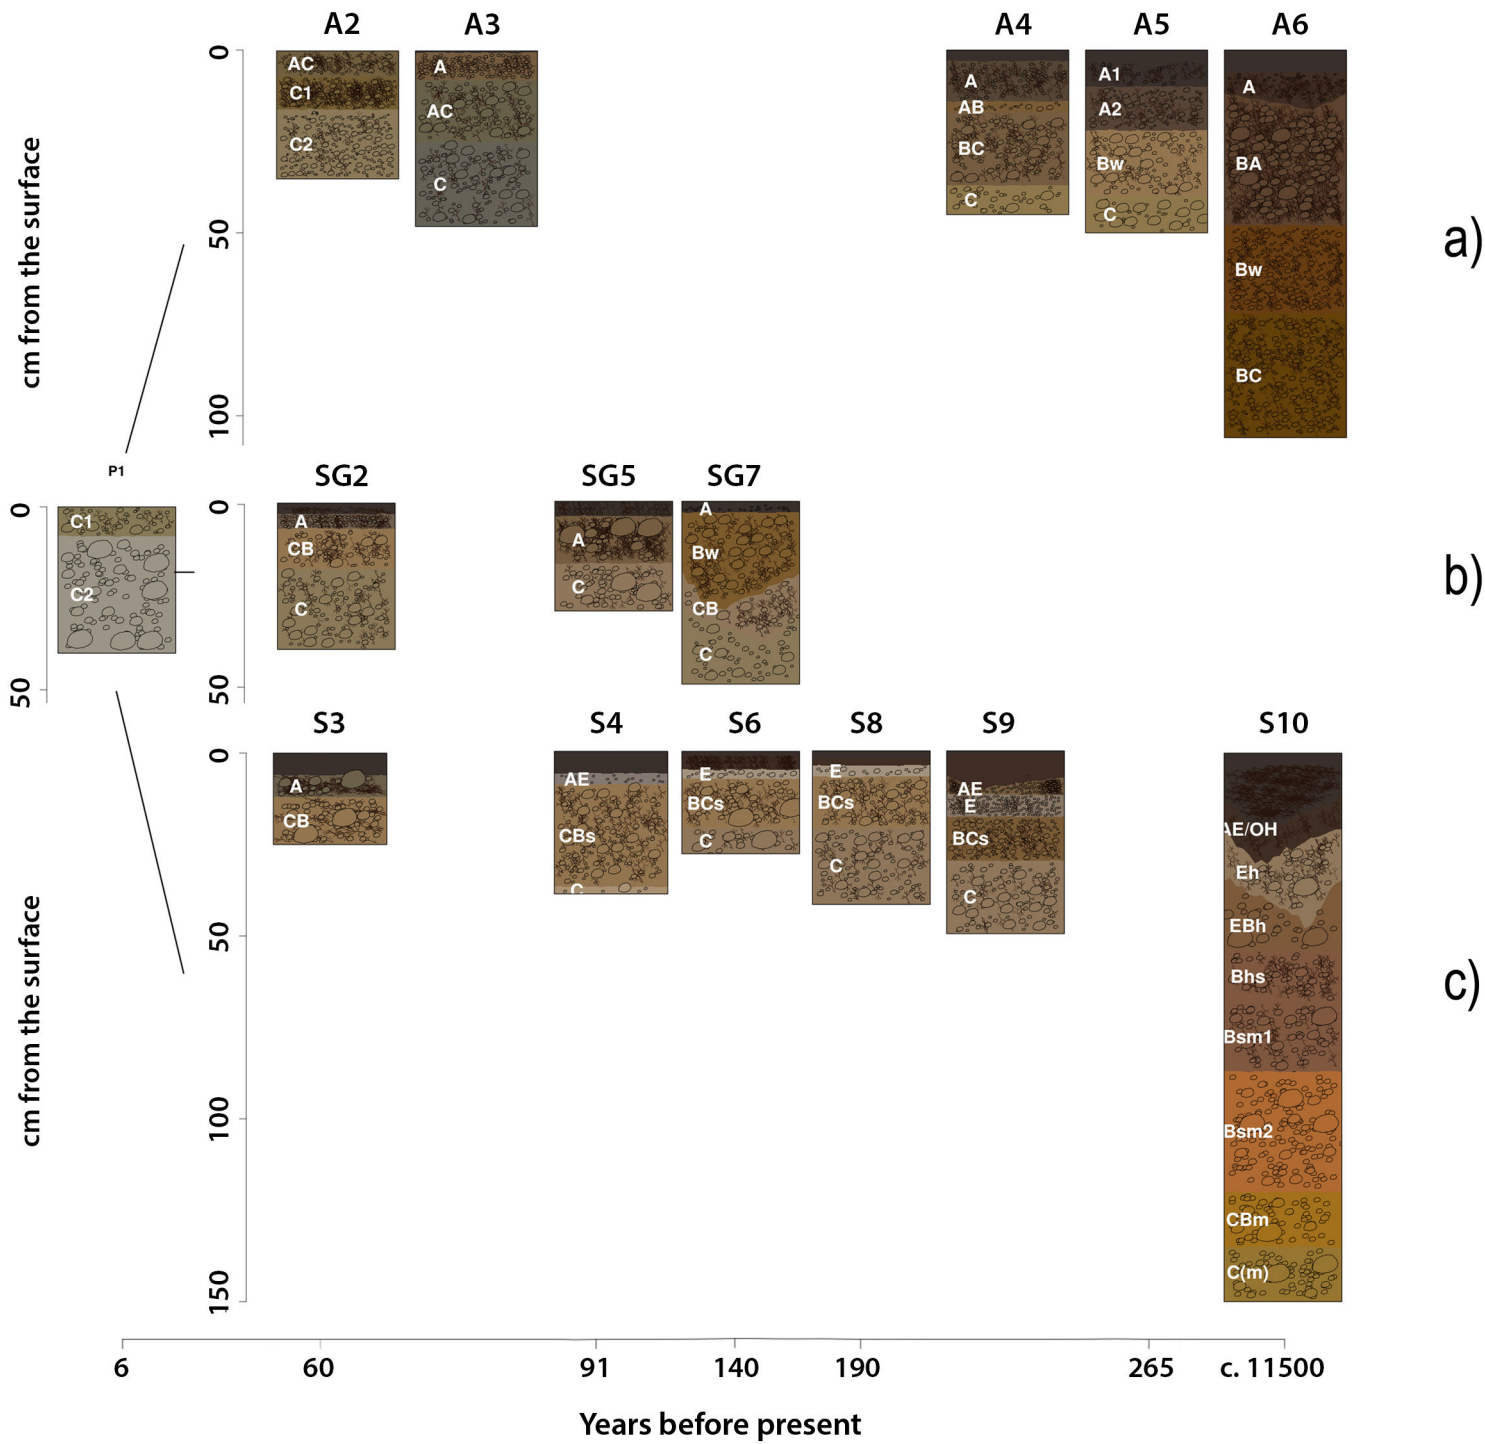 A2 A3 A4 A5 A6
0
50
100
cm from the surface
AC
C1
C2
A
AC
C
A
AB
BC
C
A1
A2
Bw
C
A
BA
Bw
BC
a)
P1
0
50
C1
C2
SG2 SG5 SG7
0
50
A
CB
C
A
C
A
Bw
CB
C
b)
S3 S4 S6 S8 S9 S10
0
50
100
150
cm from the surface
A
CB
AE
CBs
C
E
BCs
C
E
BCs
C
AE
E
BCs
C
AE/OH
Eh
EBh
Bhs
Bsm1
Bsm2
CBm
C(m)
c)
6 60 91 140 190 265 c. 11500
Years before present